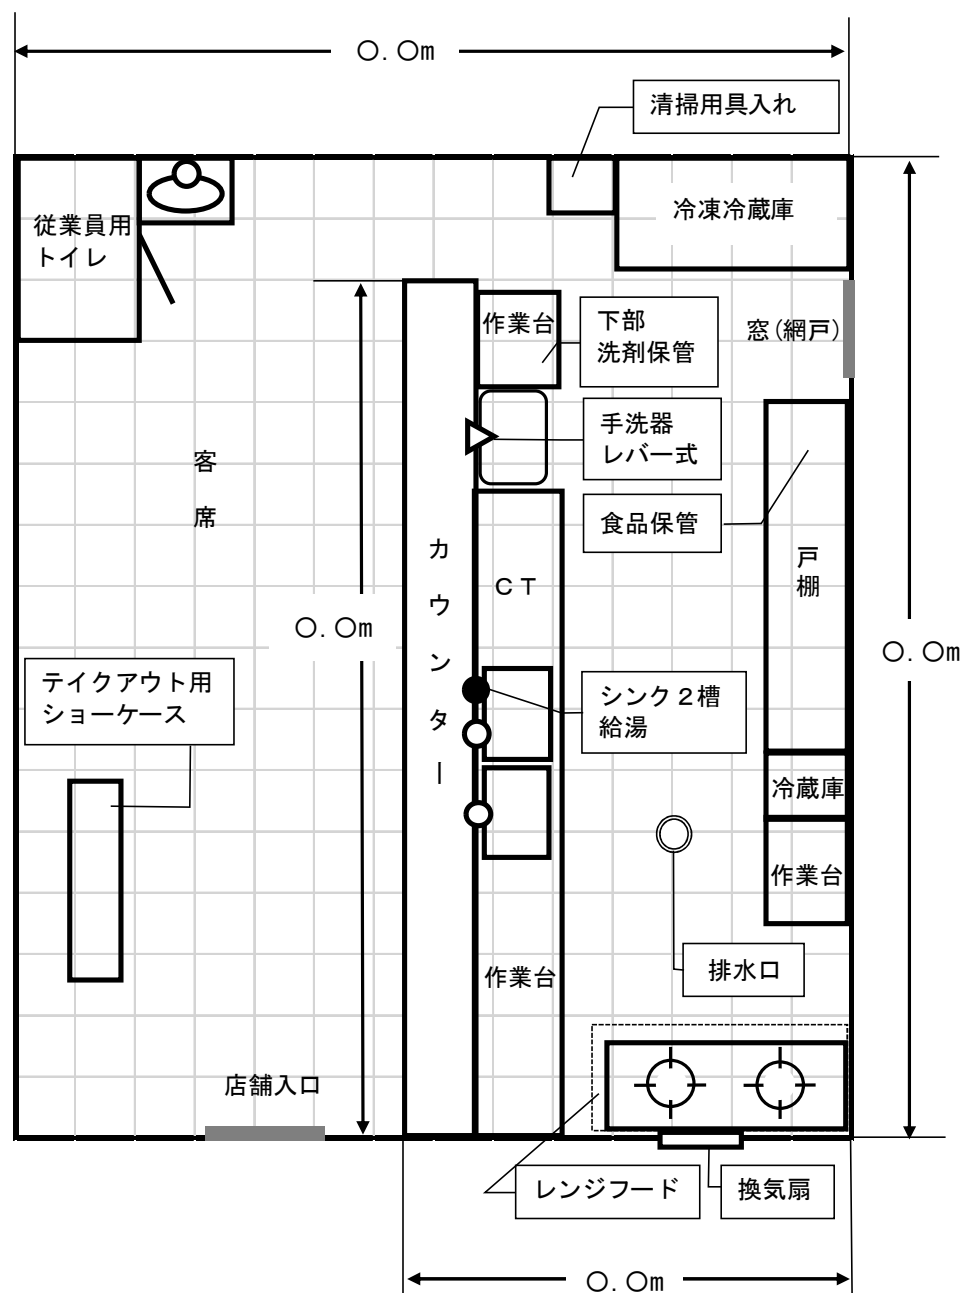 〇.〇m
清掃用具入れ
冷凍冷蔵庫
従業員用
トイレ
作業台
下部
洗剤保管
窓(網戸)
手洗器
レバー式
客席
食品保管
カウンター
戸棚
CT
〇.〇m
〇.〇m
テイクアウト用
ショーケース
シンク2槽
給湯
冷蔵庫
作業台
排水口
作業台
店舗入口
レンジフード
換気扇
〇.〇m